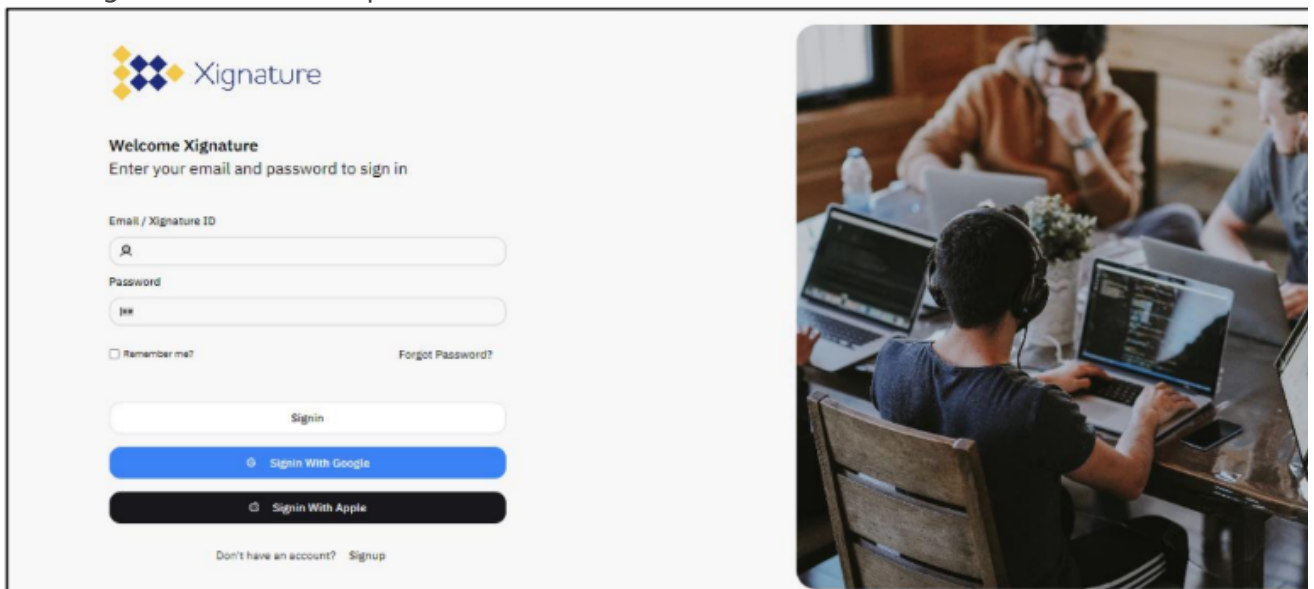 Xignature
Welcome Xignature
Enter your email and password to sign in
Email / Xignature ID
Password
Remember me?
Forgot Password?
Signin
Signin With Google
Signin With Apple
Don't have an account? Signup